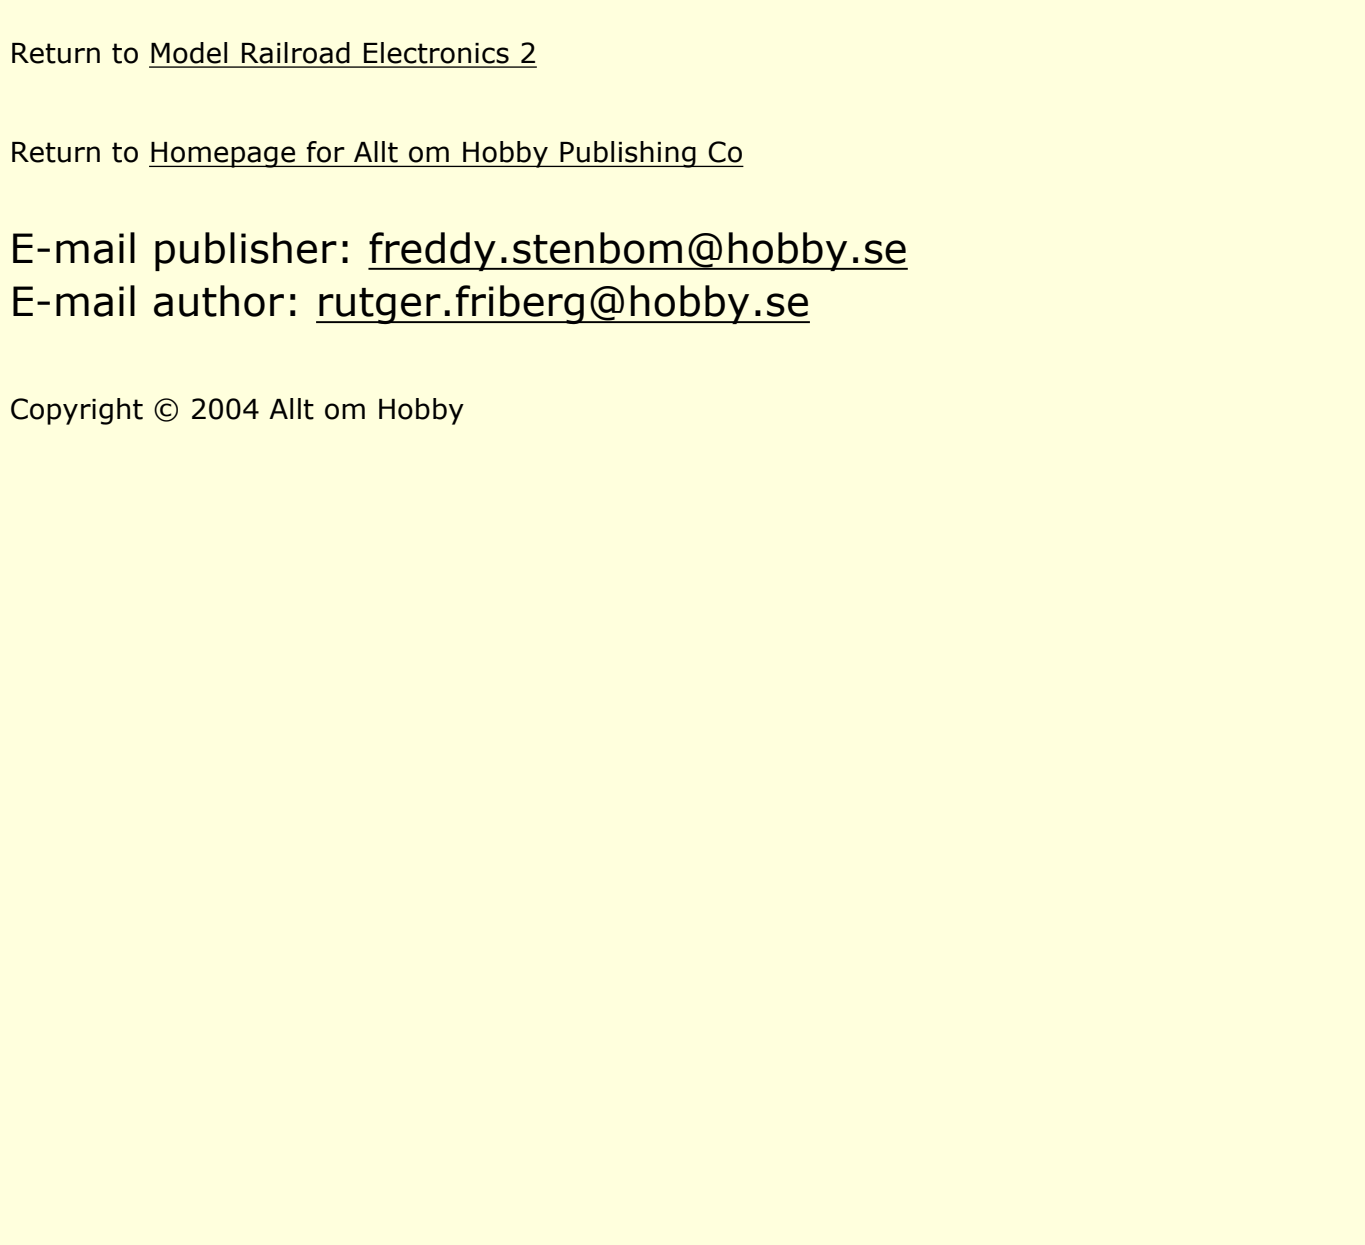 Return to Model Railroad Electronics 2
Return to Homepage for Allt om Hobby Publishing Co
E-mail publisher: freddy.stenbom@hobby.se
E-mail author: rutger.friberg@hobby.se
Copyright © 2004 Allt om Hobby